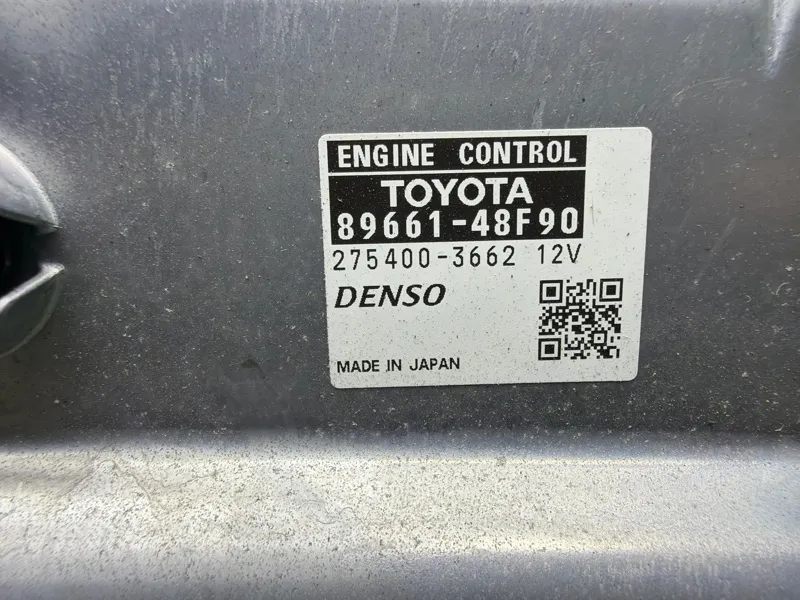 ENGINE CONTROL
TOYOTA
89661-48F90
275400-3662 12V
DENSO
MADE IN JAPAN